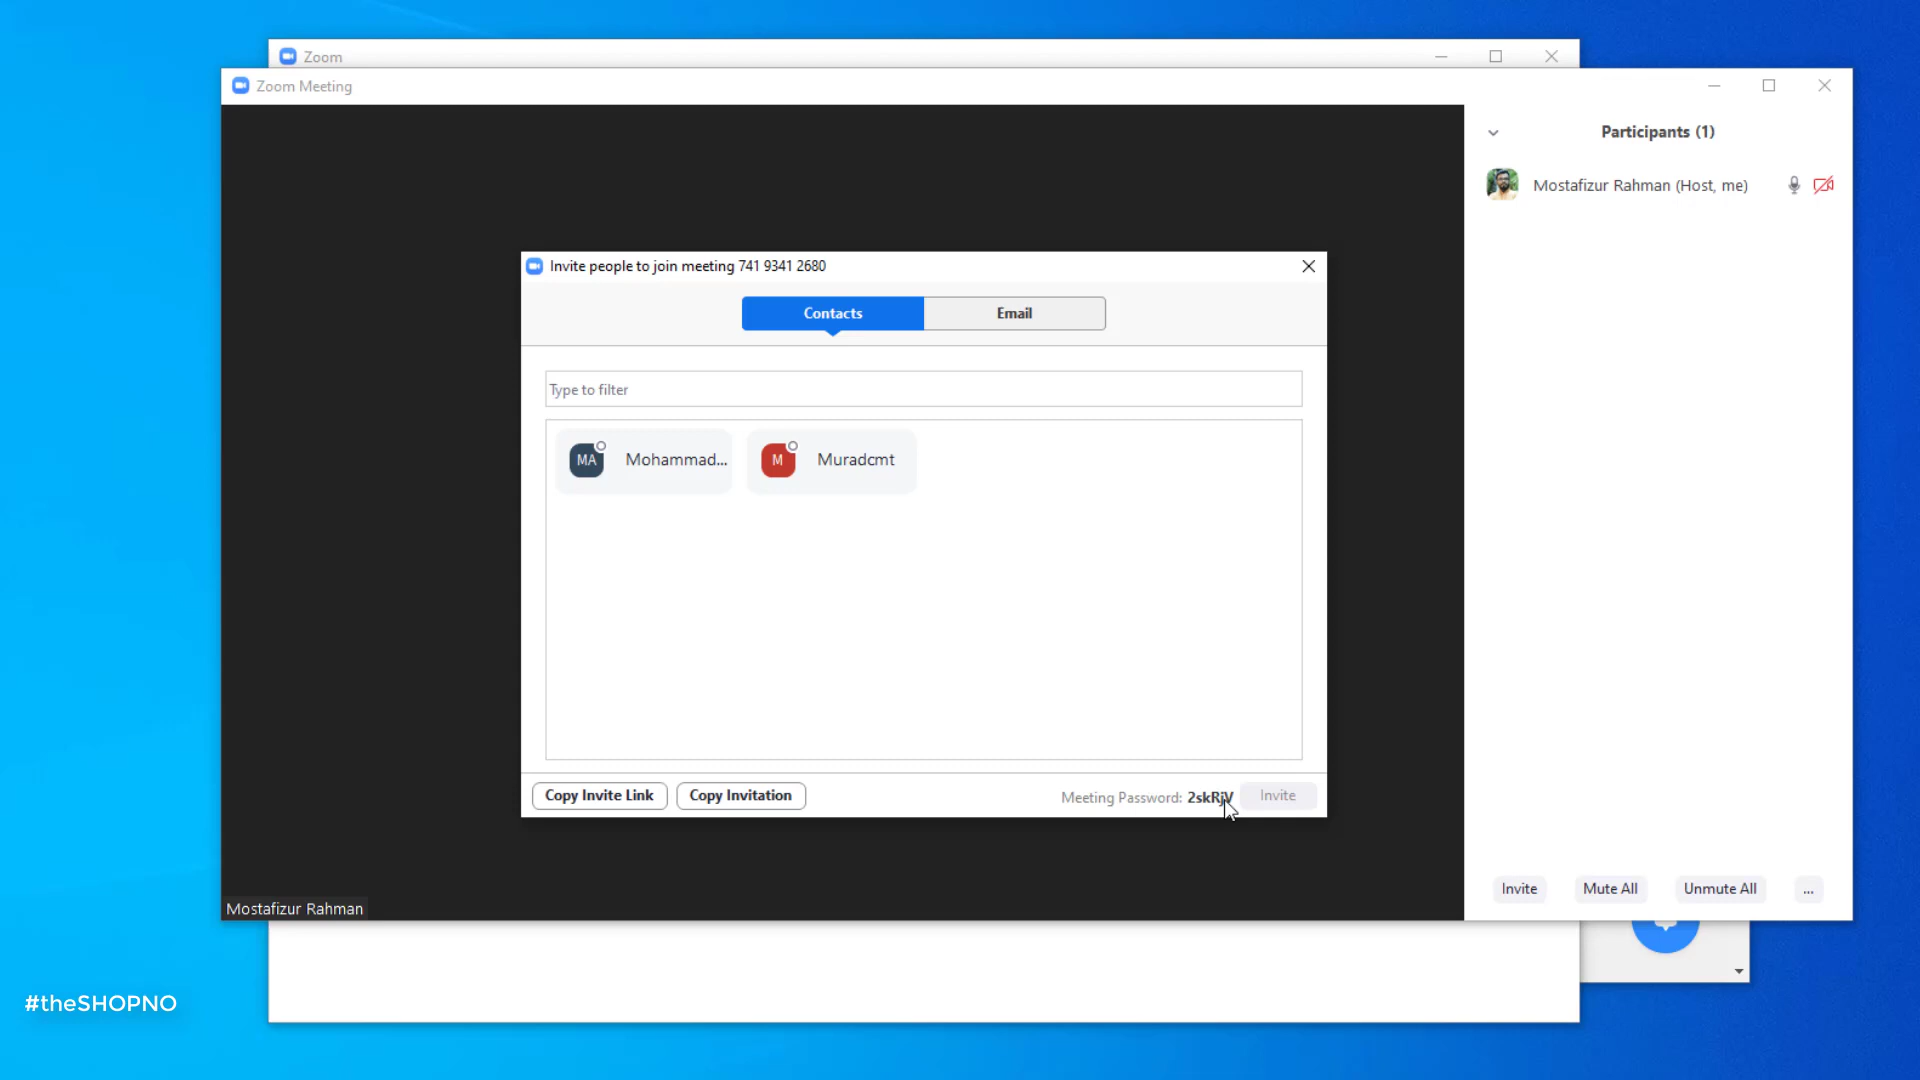 Zoom
Zoom Meeting
Participants (1)
Mostafizur Rahman (Host, me)
Invite people to join meeting 741 9341 2680
Contacts
Email
Type to filter
MA
Mohammad...
M
Muradcmt
Copy Invite Link
Copy Invitation
Meeting Password: 2skRjV
Invite
Invite
Mute All
Unmute All
...
Mostafizur Rahman
#theSHOPNO